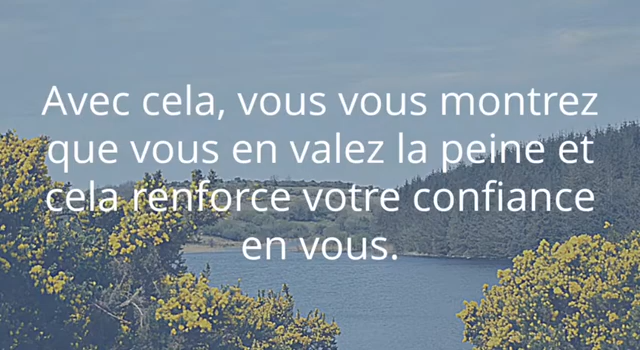 Avec cela, vous vous montrez
que vous en valez la peine et
cela renforce votre confiance
en vous.